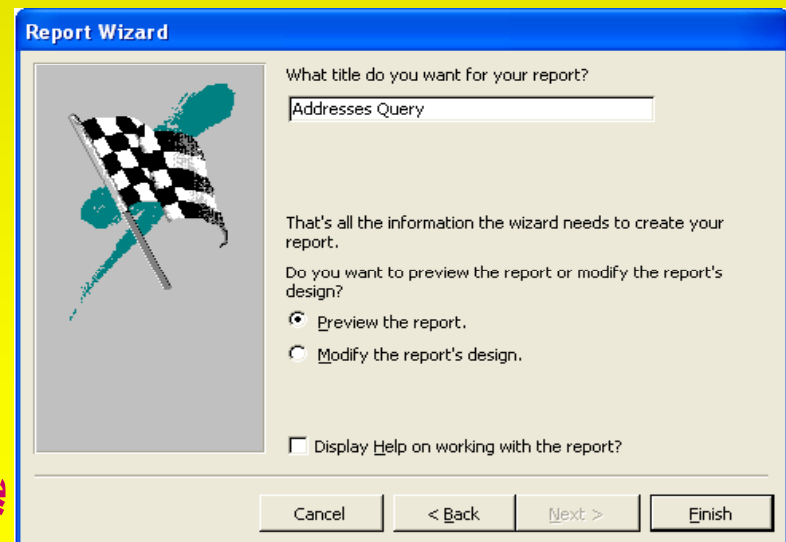 Report Wizard
What title do you want for your report?
Addresses Query
That's all the information the wizard needs to create your
report.
Do you want to preview the report or modify the report's
design?
Preview the report.
Modify the report's design.
Display Help on working with the report?
Cancel
< Back
Next >
Finish